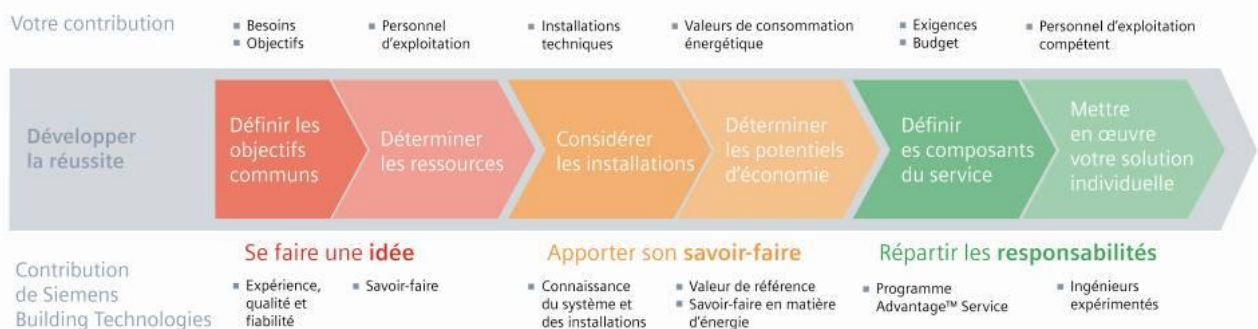 Votre contribution
▪ Besoins
▪ Objectifs
▪ Personnel
d'exploitation
▪ Installations
techniques
▪ Valeurs de consommation
énergétique
▪ Exigences
▪ Budget
▪ Personnel d'exploitation
compétent
Développer
la réussite
Définir les
objectifs
communs
Déterminer
les ressources
Considérer
les installations
Déterminer
les potentiels
d'économie
Définir
es composants
du service
Mettre
en œuvre
votre solution
individuelle
Se faire une idée
Apporter son savoir-faire
Répartir les responsabilités
Contribution
de Siemens
Building Technologies
▪ Expérience,
qualité et
fiabilité
▪ Savoir-faire
▪ Connaissance
du système et
des installations
▪ Valeur de référence
▪ Savoir-faire en matière
d'énergie
▪ Programme
Advantage™ Service
▪ Ingénieurs
expérimentés